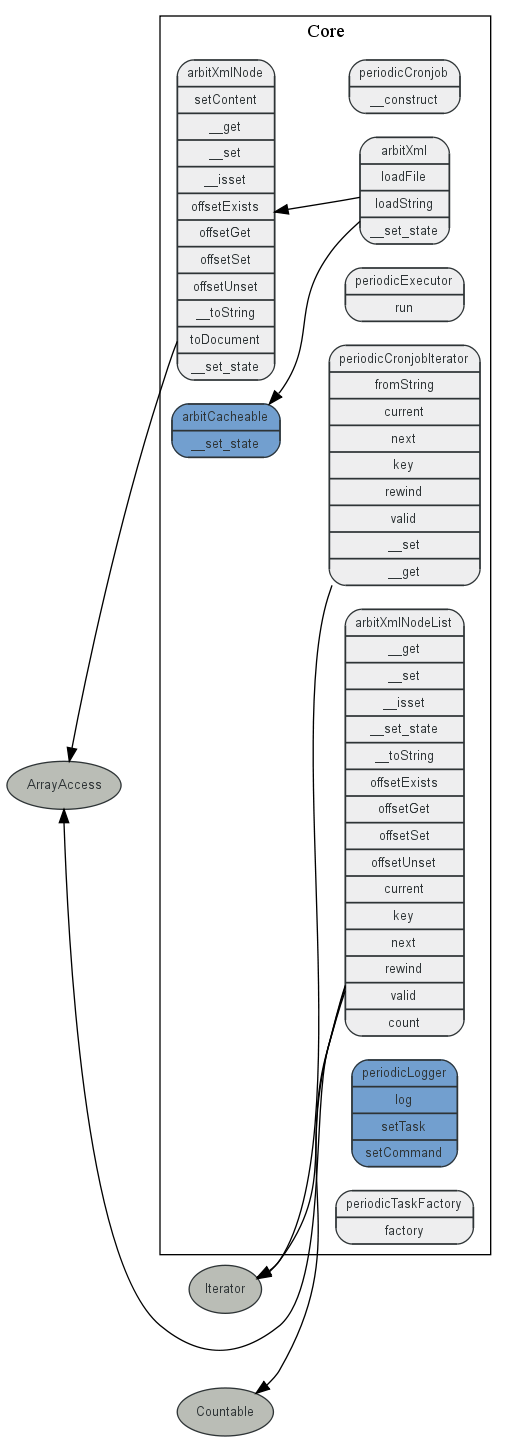 Core
arbitXmlNode
setContent
__get
__set
__isset
offsetExists
offsetGet
offsetSet
offsetUnset
__toString
toDocument
__set_state
periodicCronjob
__construct
arbitXml
loadFile
loadString
__set_state
periodicExecutor
run
arbitCacheable
__set_state
periodicCronjobIterator
fromString
current
next
key
rewind
valid
__set
__get
arbitXmlNodeList
__get
__set
__isset
__set_state
__toString
offsetExists
offsetGet
offsetSet
offsetUnset
current
key
next
rewind
valid
count
ArrayAccess
periodicLogger
log
setTask
setCommand
periodicTaskFactory
factory
Iterator
Countable